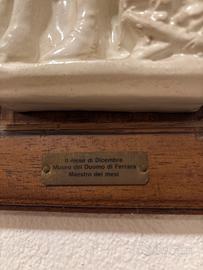 Il mese di Dicembre
Museo del Duomo di Ferrara
Maestro dei mesi